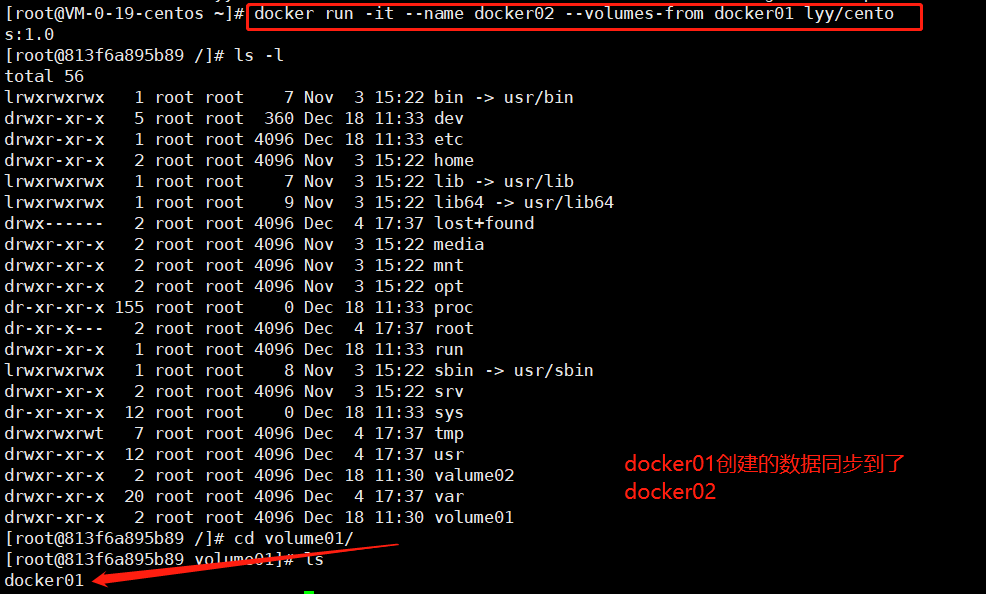 [root@VM-0-19-centos ~]# docker run -it --name docker02 --volumes-from docker01 lyy/cento
s:1.0
[root@813f6a895b89 /]# ls -l
total 56
lrwxrwxrwx   1 root root    7 Nov  3 15:22 bin -> usr/bin
drwxr-xr-x   5 root root  360 Dec 18 11:33 dev
drwxr-xr-x   1 root root 4096 Dec 18 11:33 etc
drwxr-xr-x   2 root root 4096 Nov  3 15:22 home
lrwxrwxrwx   1 root root    7 Nov  3 15:22 lib -> usr/lib
lrwxrwxrwx   1 root root    9 Nov  3 15:22 lib64 -> usr/lib64
drwx------   2 root root 4096 Dec  4 17:37 lost+found
drwxr-xr-x   2 root root 4096 Nov  3 15:22 media
drwxr-xr-x   2 root root 4096 Nov  3 15:22 mnt
drwxr-xr-x   2 root root 4096 Nov  3 15:22 opt
dr-xr-xr-x 155 root root    0 Dec 18 11:33 proc
dr-xr-x---   2 root root 4096 Dec  4 17:37 root
drwxr-xr-x   1 root root 4096 Dec 18 11:33 run
lrwxrwxrwx   1 root root    8 Nov  3 15:22 sbin -> usr/sbin
drwxr-xr-x   2 root root 4096 Nov  3 15:22 srv
dr-xr-xr-x  12 root root    0 Dec 18 11:33 sys
drwxrwxrwt   7 root root 4096 Dec  4 17:37 tmp
drwxr-xr-x  12 root root 4096 Dec  4 17:37 usr
drwxr-xr-x   2 root root 4096 Dec 18 11:30 valume02
drwxr-xr-x  20 root root 4096 Dec  4 17:37 var
drwxr-xr-x   2 root root 4096 Dec 18 11:30 volume01
docker01创建的数据同步到了
docker02
[root@813f6a895b89 /]# cd volume01/
[root@813f6a895b89 volume01]# ls
docker01